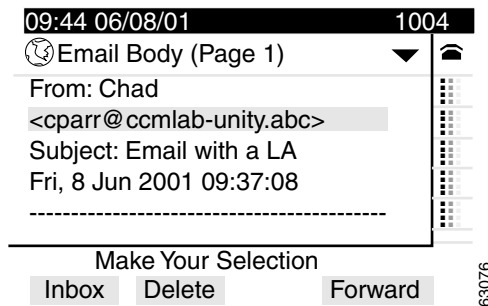 09:44 06/08/01 1004
Email Body (Page 1)
From: Chad
<cparr@ccmlab-unity.abc>
Subject: Email with a LA
Fri, 8 Jun 2001 09:37:08
------------------------------------------
Make Your Selection
Inbox Delete Forward
63076